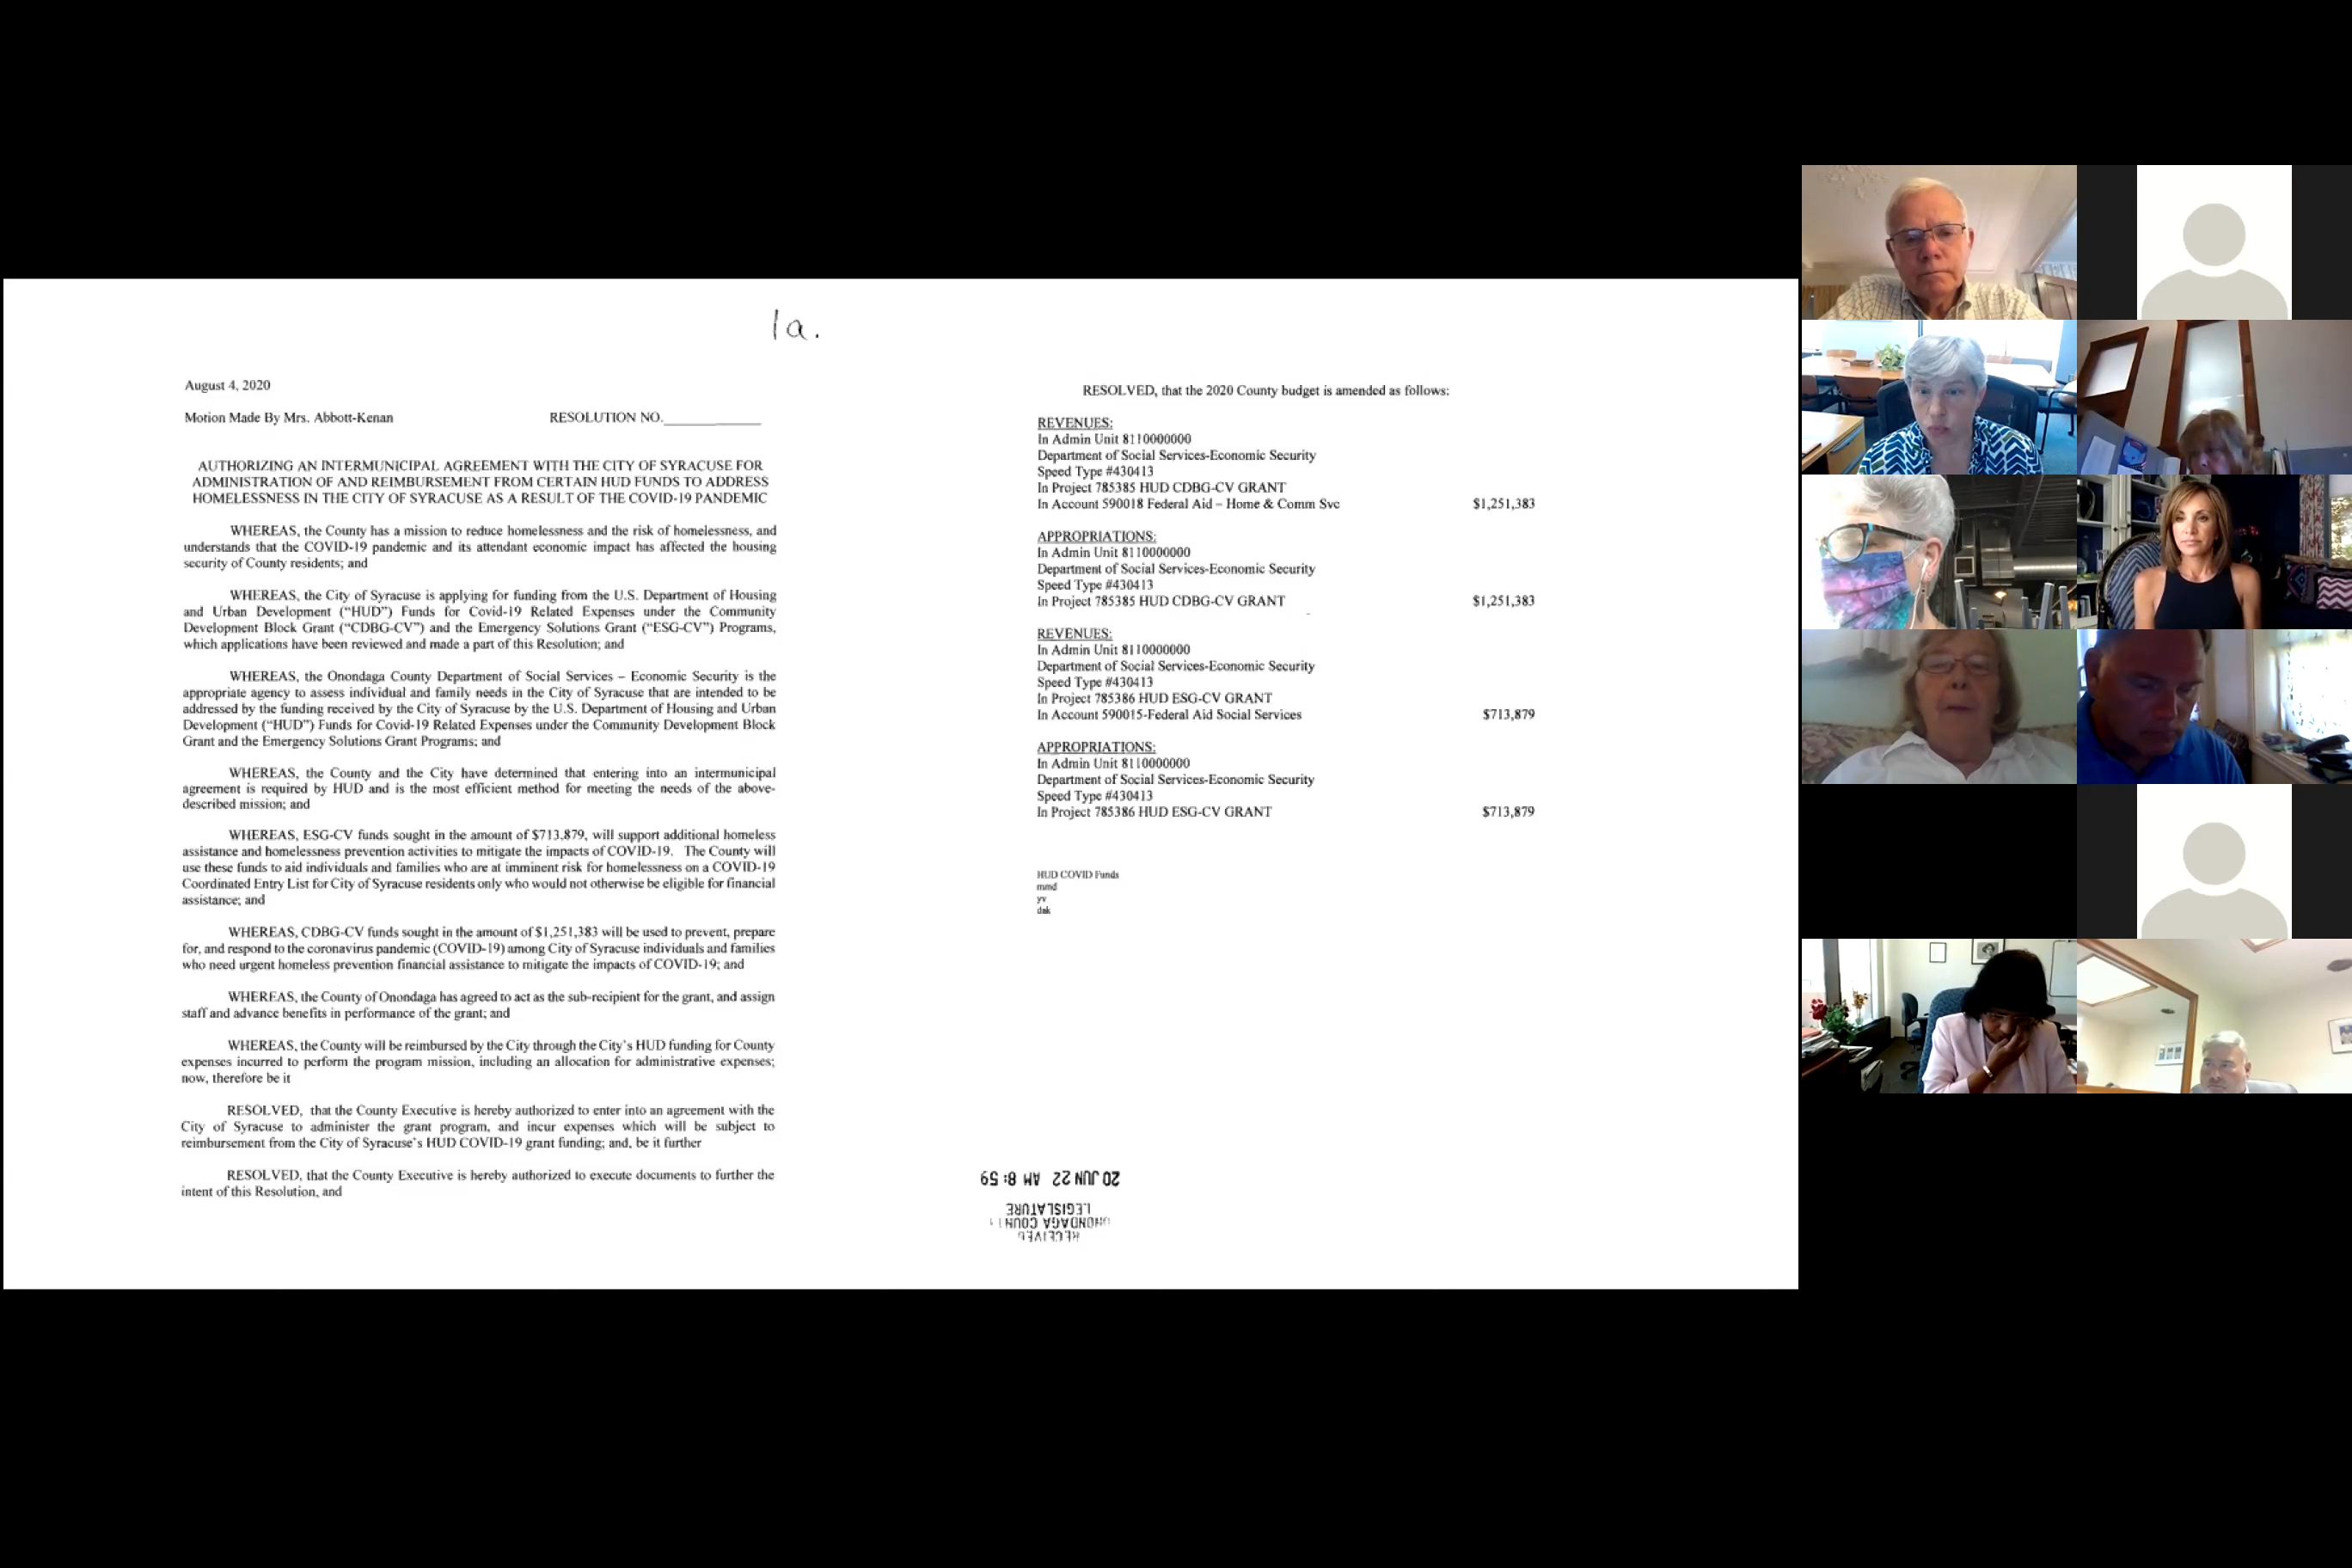 1a.
August 4, 2020
Motion Made By Mrs. Abbott-Kenan RESOLUTION NO.______________
AUTHORIZING AN INTERMUNICIPAL AGREEMENT WITH THE CITY OF SYRACUSE FOR
ADMINISTRATION OF AND REIMBURSEMENT FROM CERTAIN HUD FUNDS TO ADDRESS
HOMELESSNESS IN THE CITY OF SYRACUSE AS A RESULT OF THE COVID-19 PANDEMIC
WHEREAS, the County has a mission to reduce homelessness and the risk of homelessness, and
understands that the COVID-19 pandemic and its attendant economic impact has affected the housing
security of County residents; and
WHEREAS, the City of Syracuse is applying for funding from the U.S. Department of Housing
and Urban Development (“HUD”) Funds for Covid-19 Related Expenses under the Community
Development Block Grant (“CDBG-CV”) and the Emergency Solutions Grant (“ESG-CV”) Programs,
which applications have been reviewed and made a part of this Resolution; and
WHEREAS, the Onondaga County Department of Social Services – Economic Security is the
appropriate agency to assess individual and family needs in the City of Syracuse that are intended to be
addressed by the funding received by the City of Syracuse by the U.S. Department of Housing and Urban
Development (“HUD”) Funds for Covid-19 Related Expenses under the Community Development Block
Grant and the Emergency Solutions Grant Programs; and
WHEREAS, the County and the City have determined that entering into an intermunicipal
agreement is required by HUD and is the most efficient method for meeting the needs of the above-
described mission; and
WHEREAS, ESG-CV funds sought in the amount of $713,879, will support additional homeless
assistance and homelessness prevention activities to mitigate the impacts of COVID-19. The County will
use these funds to aid individuals and families who are at imminent risk for homelessness on a COVID-19
Coordinated Entry List for City of Syracuse residents only who would not otherwise be eligible for financial
assistance; and
WHEREAS, CDBG-CV funds sought in the amount of $1,251,383 will be used to prevent, prepare
for, and respond to the coronavirus pandemic (COVID-19) among City of Syracuse individuals and families
who need urgent homeless prevention financial assistance to mitigate the impacts of COVID-19; and
WHEREAS, the County of Onondaga has agreed to act as the sub-recipient for the grant, and assign
staff and advance benefits in performance of the grant; and
WHEREAS, the County will be reimbursed by the City through the City’s HUD funding for County
expenses incurred to perform the program mission, including an allocation for administrative expenses;
now, therefore be it
RESOLVED, that the County Executive is hereby authorized to enter into an agreement with the
City of Syracuse to administer the grant program, and incur expenses which will be subject to
reimbursement from the City of Syracuse’s HUD COVID-19 grant funding; and, be it further
RESOLVED, that the County Executive is hereby authorized to execute documents to further the
intent of this Resolution, and
RESOLVED, that the 2020 County budget is amended as follows:
REVENUES:
In Admin Unit 8110000000
Department of Social Services-Economic Security
Speed Type #430413
In Project 785385 HUD CDBG-CV GRANT
In Account 590018 Federal Aid – Home & Comm Svc $1,251,383
APPROPRIATIONS:
In Admin Unit 8110000000
Department of Social Services-Economic Security
Speed Type #430413
In Project 785385 HUD CDBG-CV GRANT $1,251,383
REVENUES:
In Admin Unit 8110000000
Department of Social Services-Economic Security
Speed Type #430413
In Project 785386 HUD ESG-CV GRANT
In Account 590015-Federal Aid Social Services $713,879
APPROPRIATIONS:
In Admin Unit 8110000000
Department of Social Services-Economic Security
Speed Type #430413
In Project 785386 HUD ESG-CV GRANT $713,879
HUD COVID Funds
mmd
yv
dak
RECEIVED
ONONDAGA COUNTY
LEGISLATURE
20 JUN 22 AM 8:59